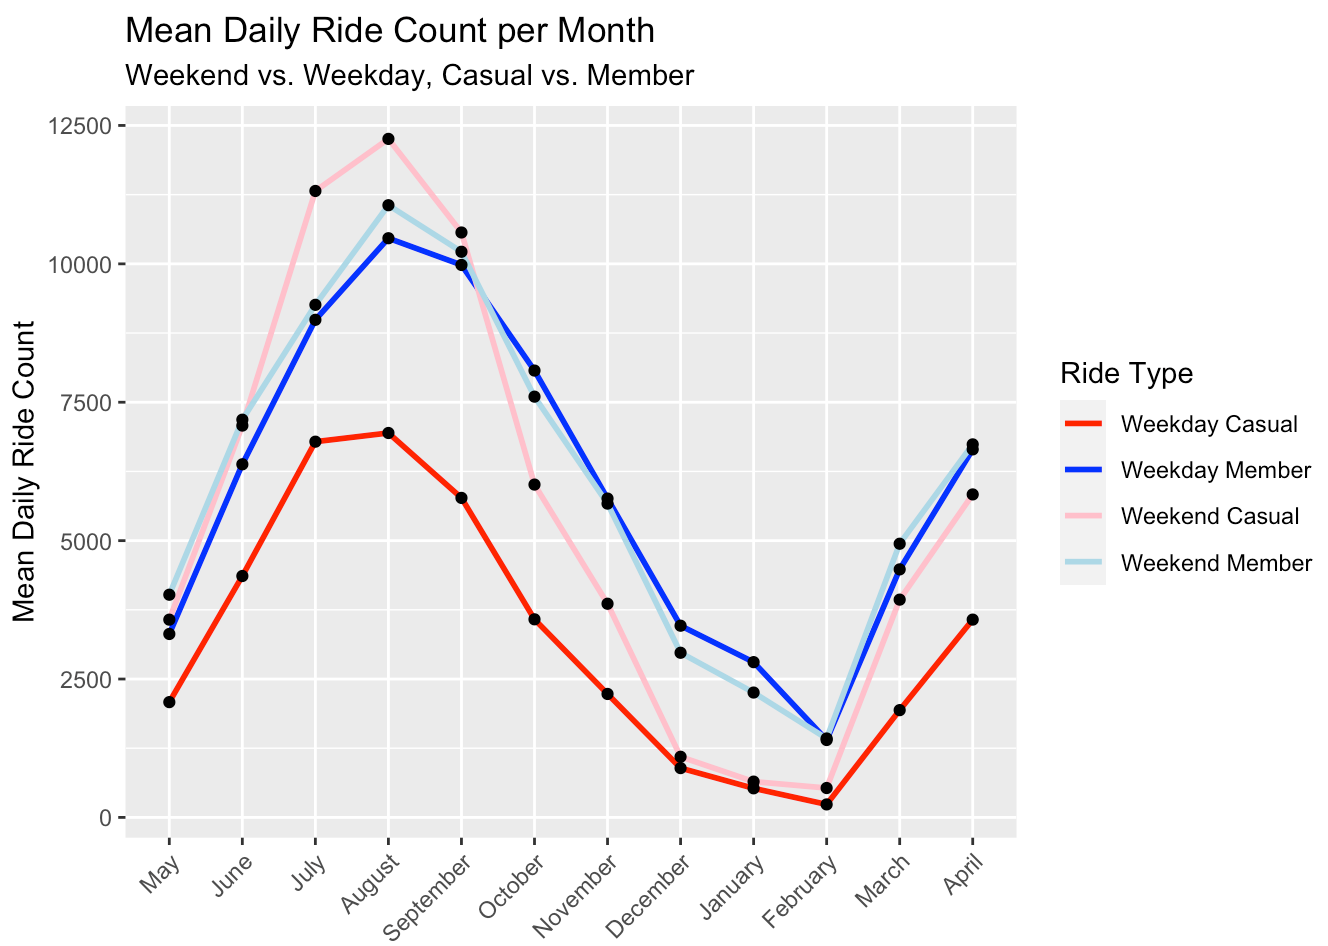 Mean Daily Ride Count per Month
Weekend vs. Weekday, Casual vs. Member
12500
10000
7500
5000
2500
0
Mean Daily Ride Count
May
June
July
August
September
October
November
December
January
February
March
April
Ride Type
Weekday Casual
Weekday Member
Weekend Casual
Weekend Member